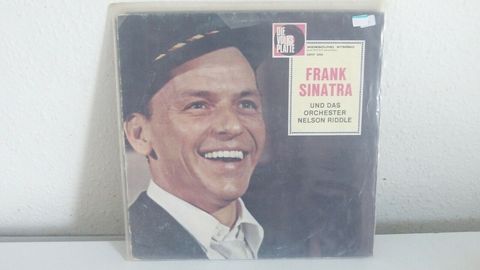 DIE
VOLKS
PLATTE
FRANK
SINATRA
UND DAS
ORCHESTER
NELSON RIDDLE